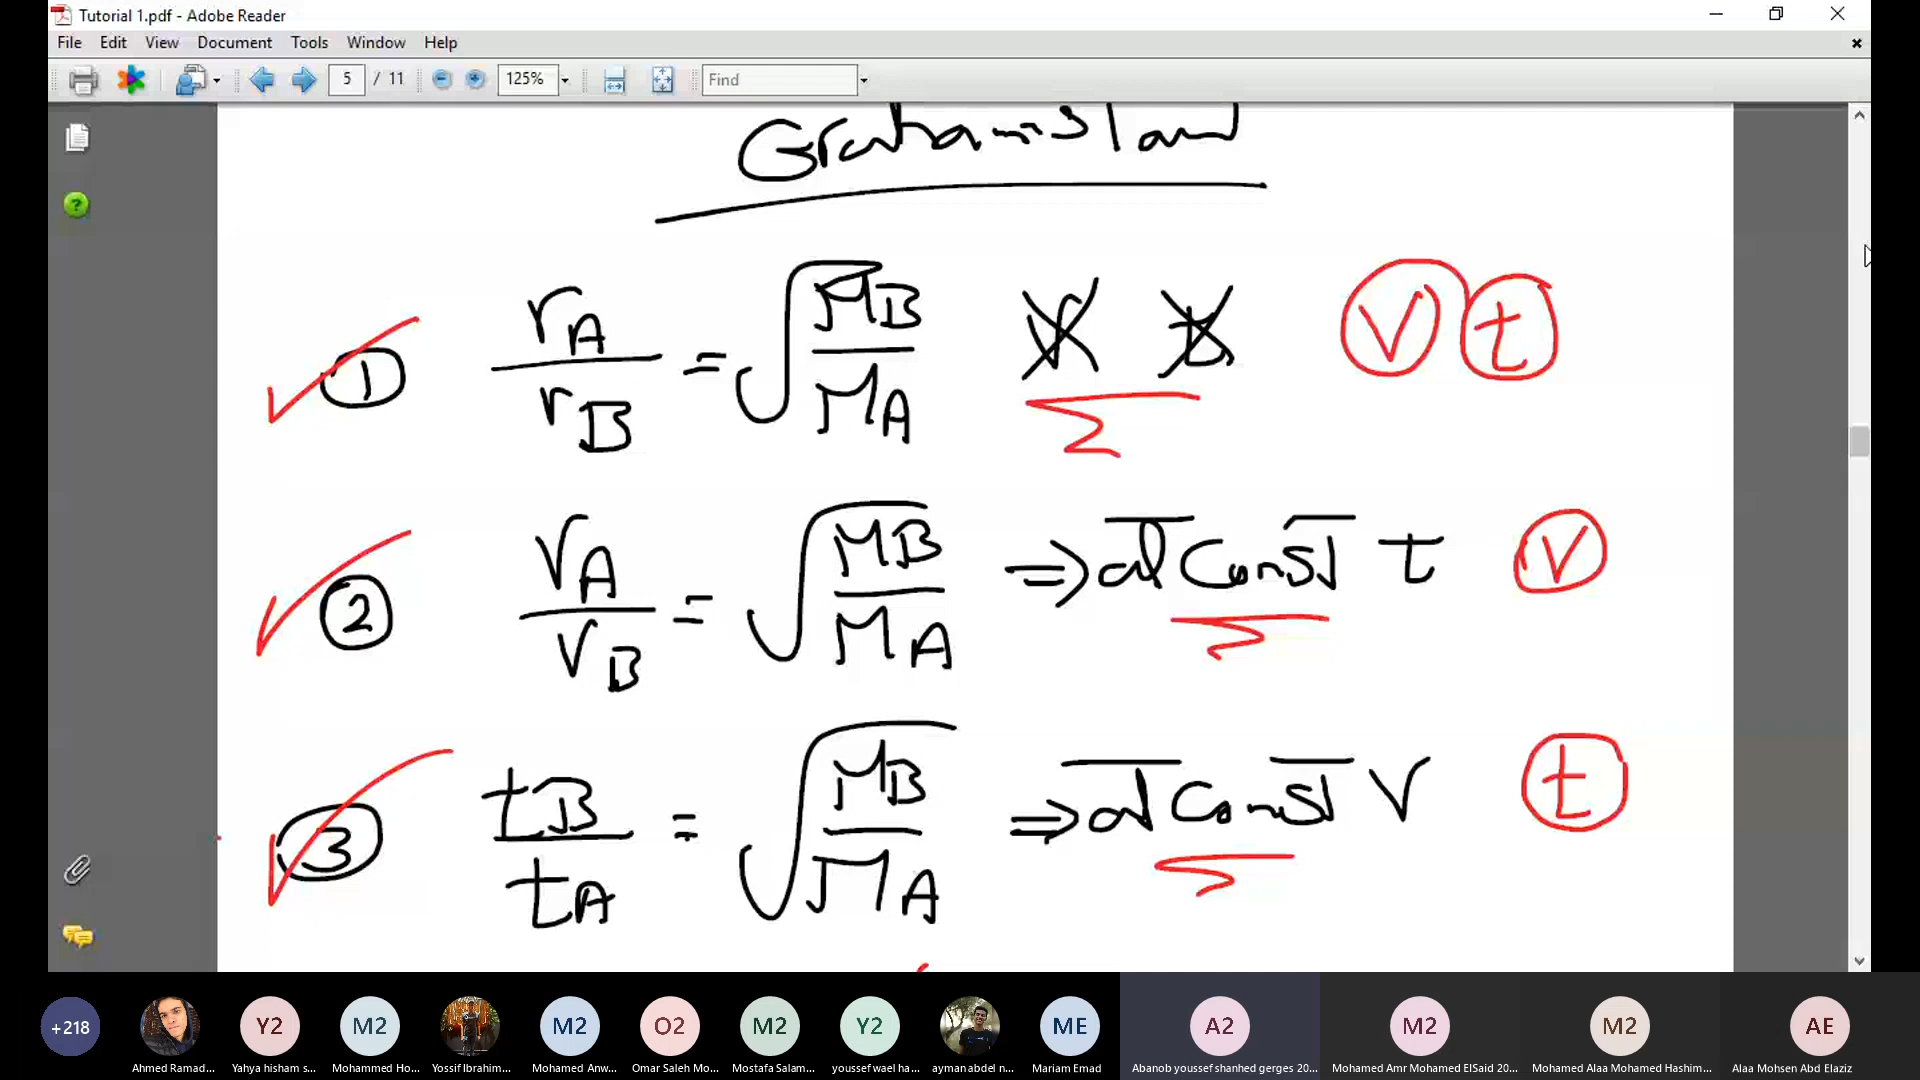 Tutorial 1.pdf - Adobe Reader
File Edit View Document Tools Window Help
5 / 11 125% Find
Graham's law
1 rA / rB = √ MB / MA V t V t
2 VA / VB = √ MB / MA ⇒ at Const t V
3 tB / tA = √ MB / MA ⇒ at Const V t
+218 Y2 M2 M2 O2 M2 Y2 ME A2 M2 M2 AE
Ahmed Ramad... Yahya hisham s... Mohammed Ho... Yossif Ibrahim... Mohamed Anw... Omar Saleh Mo... Mostafa Salam... youssef wael ha... ayman abdel n... Mariam Emad Abanob youssef shanhed gerges 20... Mohamed Amr Mohamed ElSaid 20... Mohamed Alaa Mohamed Hashim... Alaa Mohsen Abd Elaziz